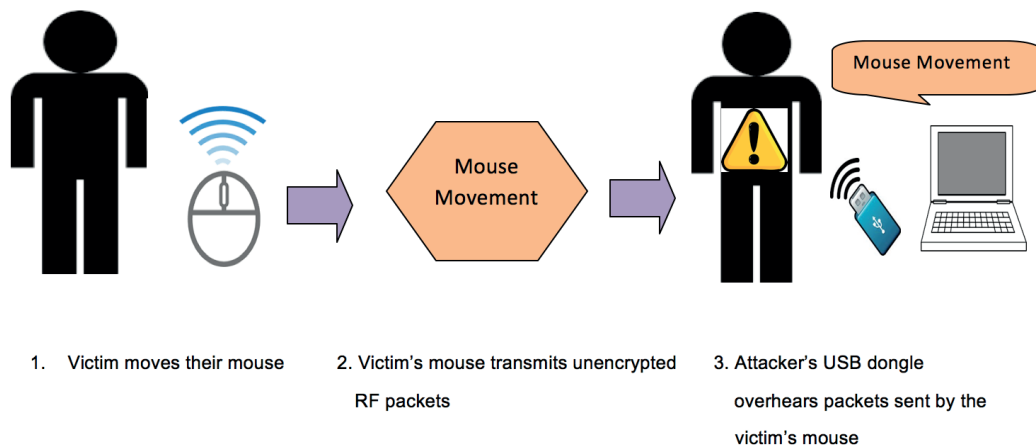 Mouse Movement
Mouse
Movement
1. Victim moves their mouse
2. Victim’s mouse transmits unencrypted
RF packets
3. Attacker’s USB dongle
overhears packets sent by the
victim’s mouse